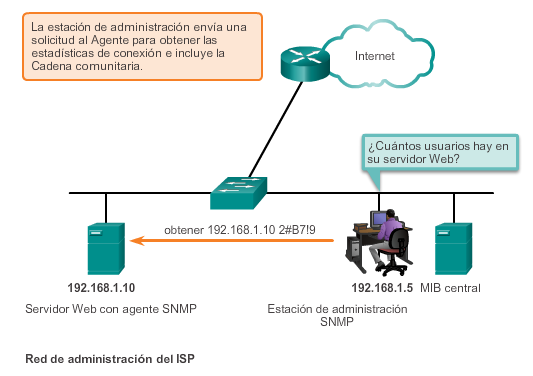 La estación de administración envía una
solicitud al Agente para obtener las
estadísticas de conexión e incluye la
Cadena comunitaria.
Internet
¿Cuántos usuarios hay en
su servidor Web?
obtener 192.168.1.10 2#B7!9
192.168.1.10
192.168.1.5
MIB central
Servidor Web con agente SNMP
Estación de administración
SNMP
Red de administración del ISP